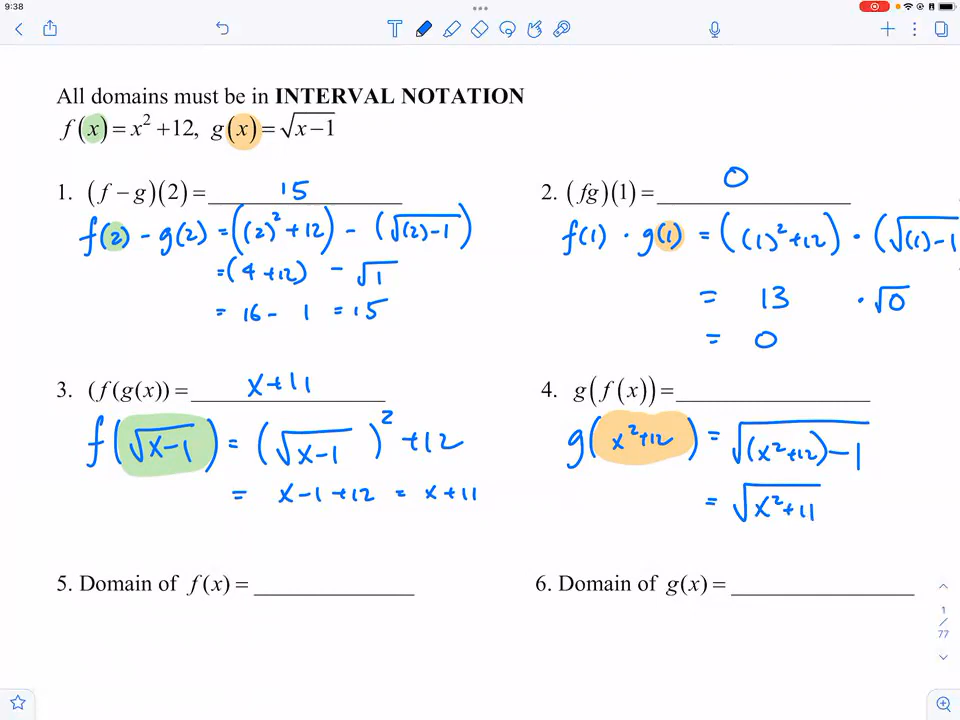 9:38
All domains must be in INTERVAL NOTATION
f(x) = x² + 12, g(x) = √(x−1)
1. (f − g)(2) = 15
f(2) - g(2) = ((2)² + 12) - (√((2)-1))
= (4 + 12) - √1
= 16 - 1 = 15
2. (fg)(1) = 0
f(1) · g(1) = ((1)² + 12) · (√((1)-1
= 13 · √0
= 0
3. (f(g(x)) = x + 11
f(√(x-1)) = (√(x-1))² + 12
= x - 1 + 12 = x + 11
4. g(f(x)) =
g(x² + 12) = √((x² + 12) - 1)
= √(x² + 11)
5. Domain of f(x) =
6. Domain of g(x) =
1
/
77